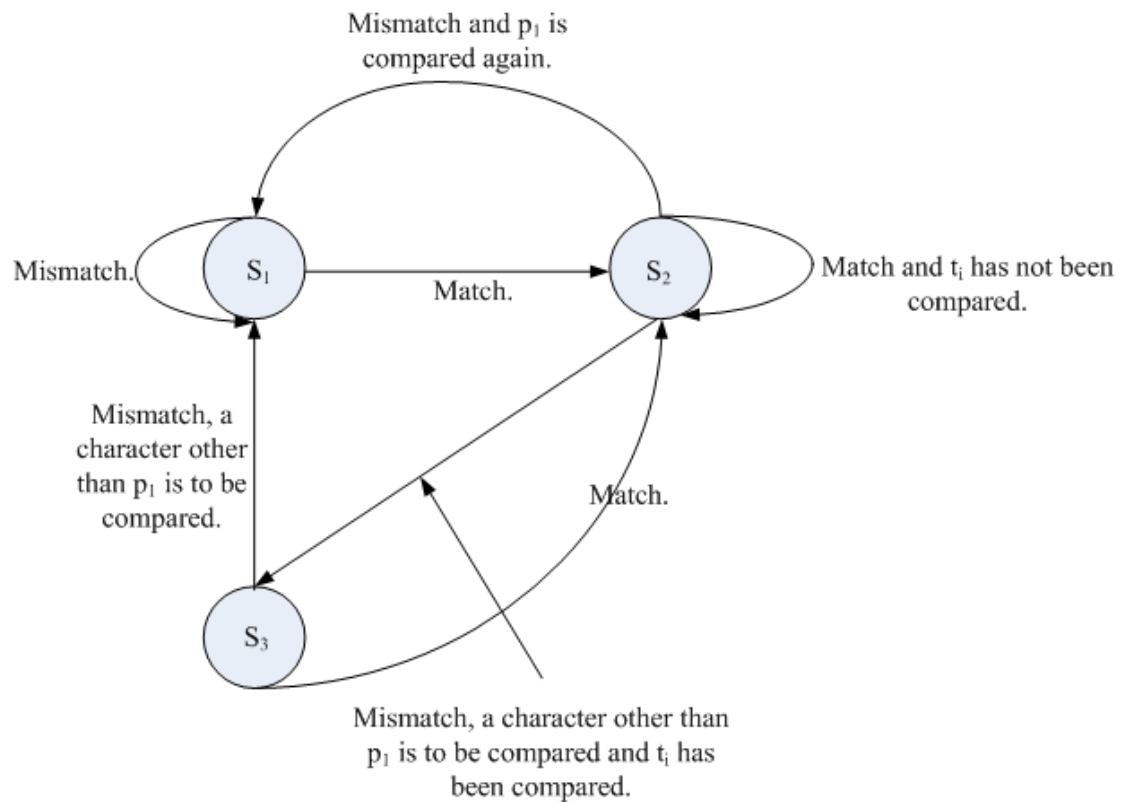 Mismatch and p₁ is
compared again.
Mismatch.
S₁
Match.
S₂
Match and tᵢ has not been
compared.
Mismatch, a
character other
than p₁ is to be
compared.
Match.
S₃
Mismatch, a character other than
p₁ is to be compared and tᵢ has
been compared.